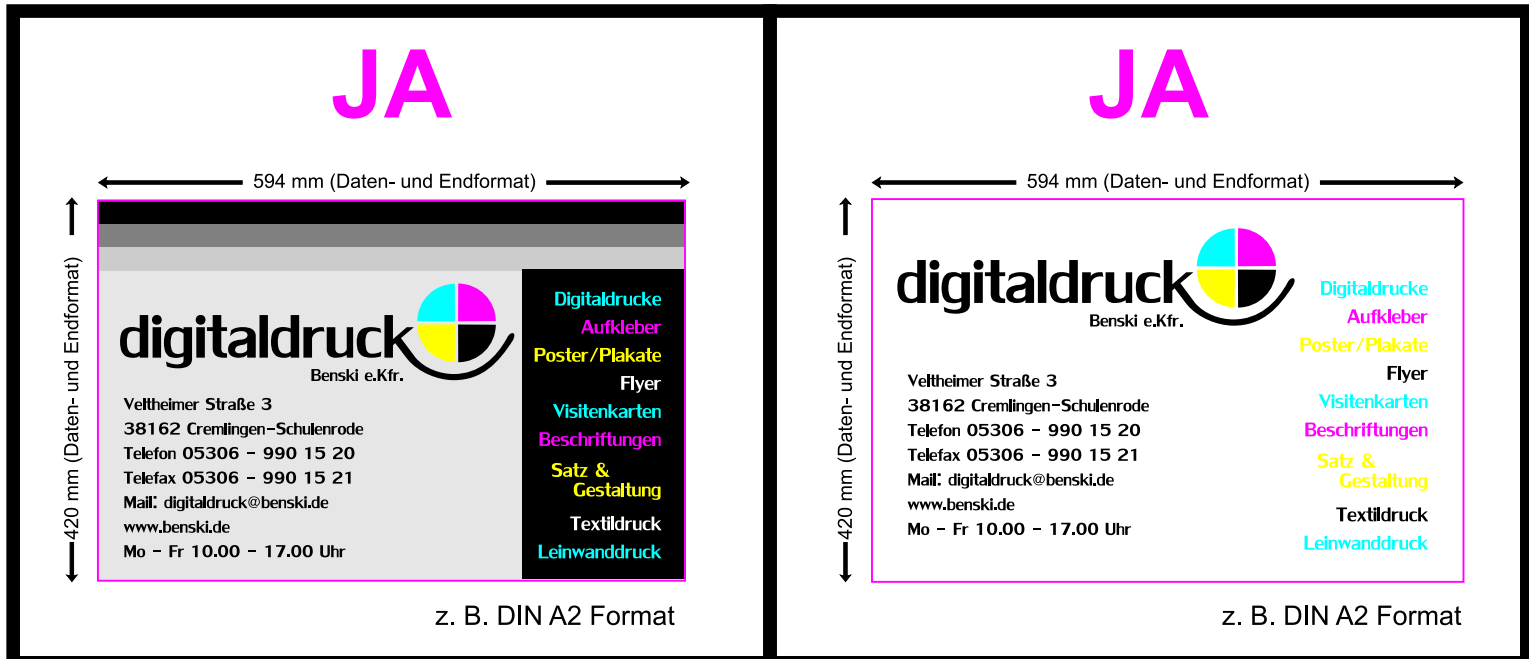 JA
594 mm (Daten- und Endformat)
420 mm (Daten- und Endformat)
digitaldruck
Benski e.Kfr.
Veltheimer Straße 3
38162 Cremlingen-Schulenrode
Telefon 05306 - 990 15 20
Telefax 05306 - 990 15 21
Mail: digitaldruck@benski.de
www.benski.de
Mo - Fr 10.00 - 17.00 Uhr
Digitaldrucke
Aufkleber
Poster/Plakate
Flyer
Visitenkarten
Beschriftungen
Satz &
Gestaltung
Textildruck
Leinwanddruck
z. B. DIN A2 Format
JA
594 mm (Daten- und Endformat)
420 mm (Daten- und Endformat)
digitaldruck
Benski e.Kfr.
Veltheimer Straße 3
38162 Cremlingen-Schulenrode
Telefon 05306 - 990 15 20
Telefax 05306 - 990 15 21
Mail: digitaldruck@benski.de
www.benski.de
Mo - Fr 10.00 - 17.00 Uhr
Digitaldrucke
Aufkleber
Poster/Plakate
Flyer
Visitenkarten
Beschriftungen
Satz &
Gestaltung
Textildruck
Leinwanddruck
z. B. DIN A2 Format